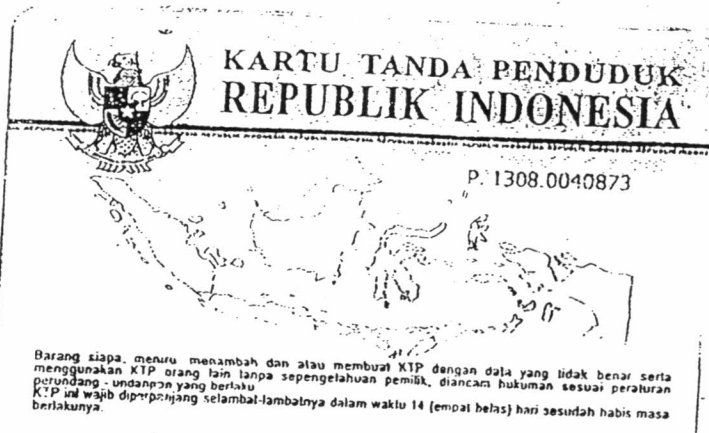 KARTU TANDA PENDUDUK
REPUBLIK INDONESIA
P. 1308.0040873
Barang siapa, meniru menambah dan atau membuat KTP dengan data yang tidak benar serta
menggunakan KTP orang lain tanpa sepengetahuan pemilik, diancam hukuman sesuai peraturan
perundang - undangan yang berlaku
KTP ini wajib diperpanjang selambat-lambatnya dalam waktu 14 (empat belas) hari sesudah habis masa
berlakunya.